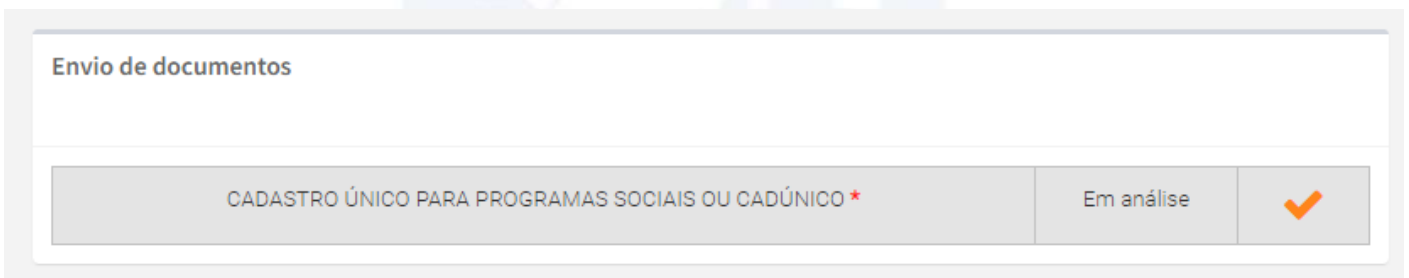 Envio de documentos
CADASTRO ÚNICO PARA PROGRAMAS SOCIAIS OU CADÚNICO * Em análise